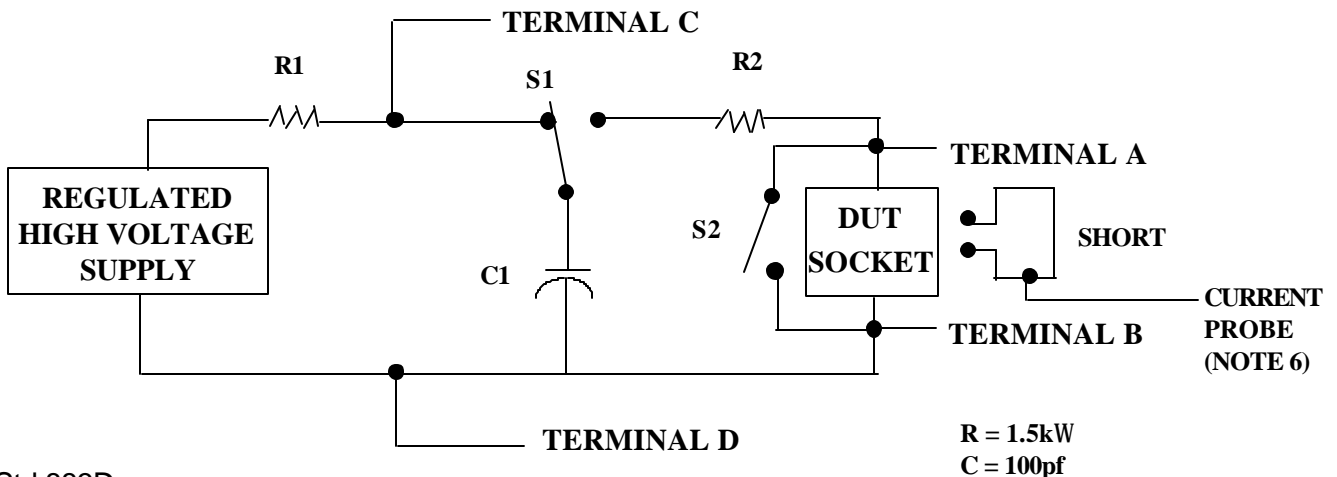 TERMINAL C
R1
S1
R2
TERMINAL A
REGULATED
HIGH VOLTAGE
SUPPLY
S2
DUT
SOCKET
SHORT
C1
CURRENT
PROBE
(NOTE 6)
TERMINAL B
TERMINAL D
R = 1.5kW
C = 100pf